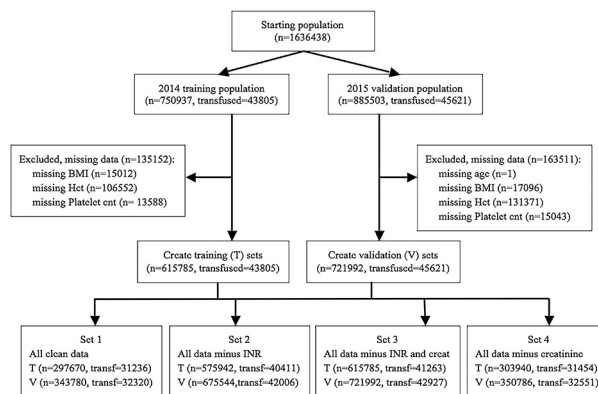 Starting population
(n=1636438)
2014 training population
(n=750937, transfused=43805)
2015 validation population
(n=885503, transfused=45621)
Excluded, missing data (n=135152):
missing BMI (n=15012)
missing Hct (n=106552)
missing Platelet cnt (n= 13588)
Excluded, missing data (n=163511):
missing age (n=1)
missing BMI (n=17096)
missing Hct (n=131371)
missing Platelet cnt (n=15043)
Create training (T) sets
(n=615785, transfused=43805)
Create validation (V) sets
(n=721992, transfused=45621)
Set 1
All clean data
T (n=297670, transf=31236)
V (n=343780, transf=32320)
Set 2
All data minus INR
T (n=575942, transf=40411)
V (n=675544,transf=42006)
Set 3
All data minus INR and creat
T (n=615785, transf=41263)
V (n=721992, transf=42927)
Set 4
All data minus creatinine
T (n=303940, transf=31454)
V (n=350786, transf=32551)